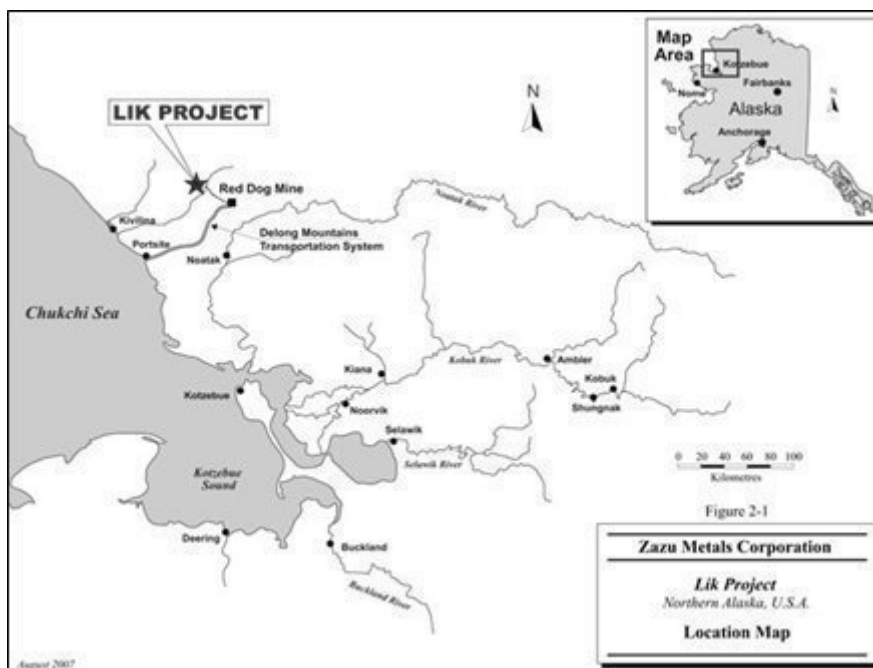 Map
Area
Kotzebue
Nome
Fairbanks
Alaska
N
Anchorage
N
LIK PROJECT
Red Dog Mine
Noatak River
Kivilina
Delong Mountains
Transportation System
Portsite
Noatak
Chukchi Sea
Kiana
Kobuk River
Ambler
Kotzebue
Kobuk
Noorvik
Shungnak
Selawik
Selawik River
Kotzebue
Sound
0 20 40 60 80 100
Kilometres
Figure 2-1
Deering
Buckland
Buckland River
Zazu Metals Corporation
Lik Project
Northern Alaska, U.S.A.
Location Map
August 2007